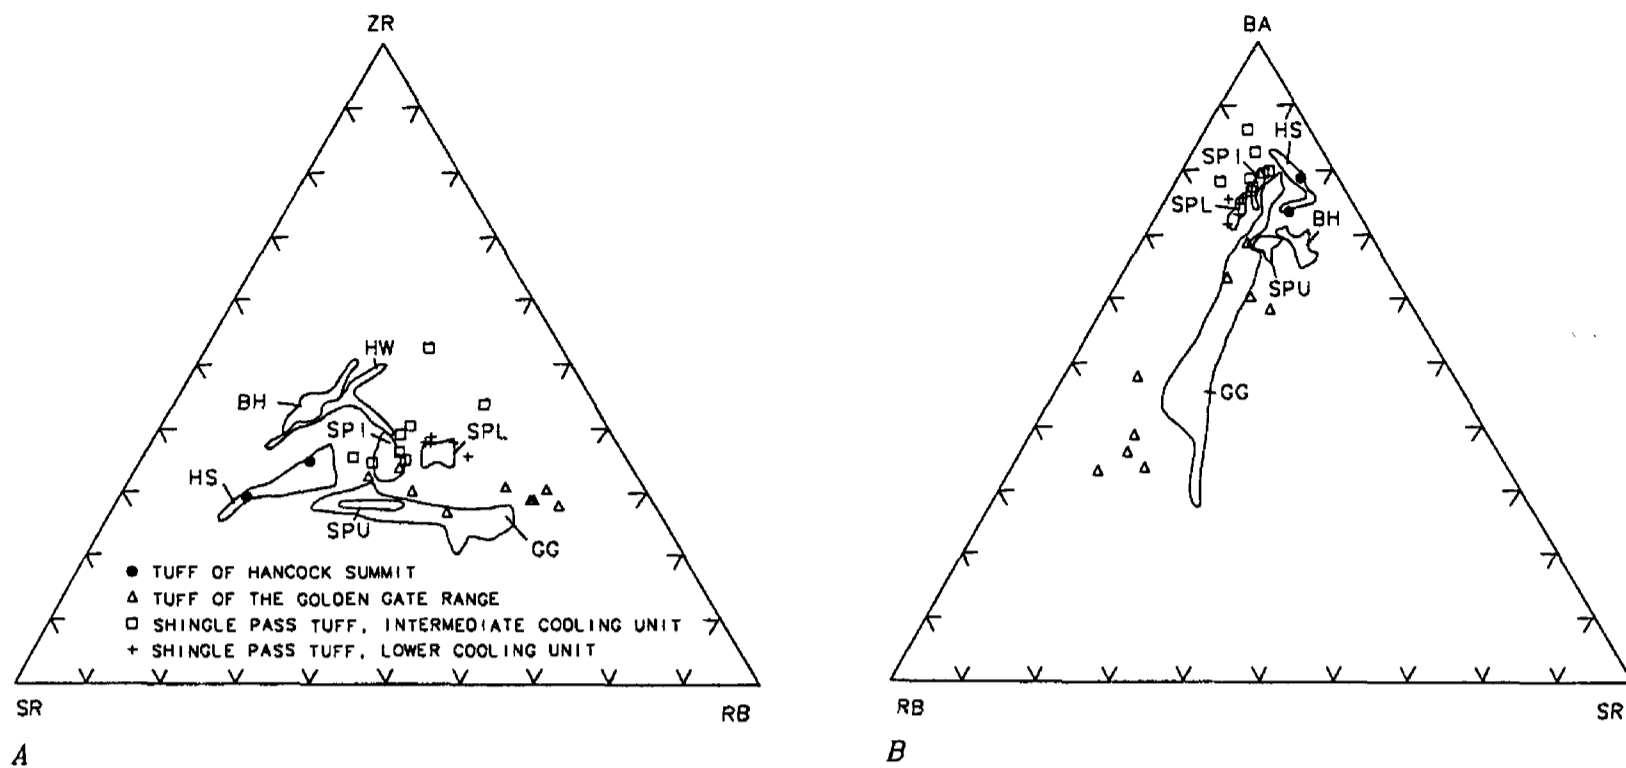 ZR
HW
BH
SPI
SPL
HS
SPU
GG
● TUFF OF HANCOCK SUMMIT
△ TUFF OF THE GOLDEN GATE RANGE
□ SHINGLE PASS TUFF, INTERMEDIATE COOLING UNIT
+ SHINGLE PASS TUFF, LOWER COOLING UNIT
SR
RB
A
BA
HS
SPI
SPL
BH
SPU
GG
RB
SR
B